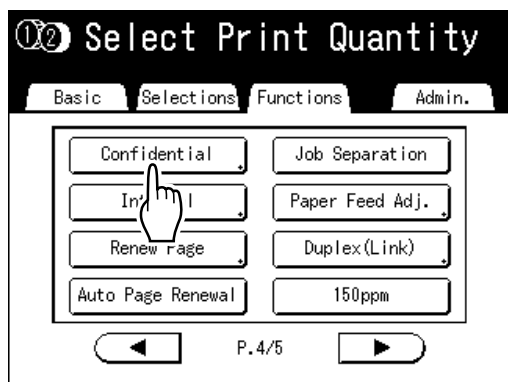 ①② Select Print Quantity
Basic Selections Functions Admin.
Confidential Job Separation
Paper Feed Adj.
Renew Page Duplex(Link)
Auto Page Renewal 150ppm
P.4/5